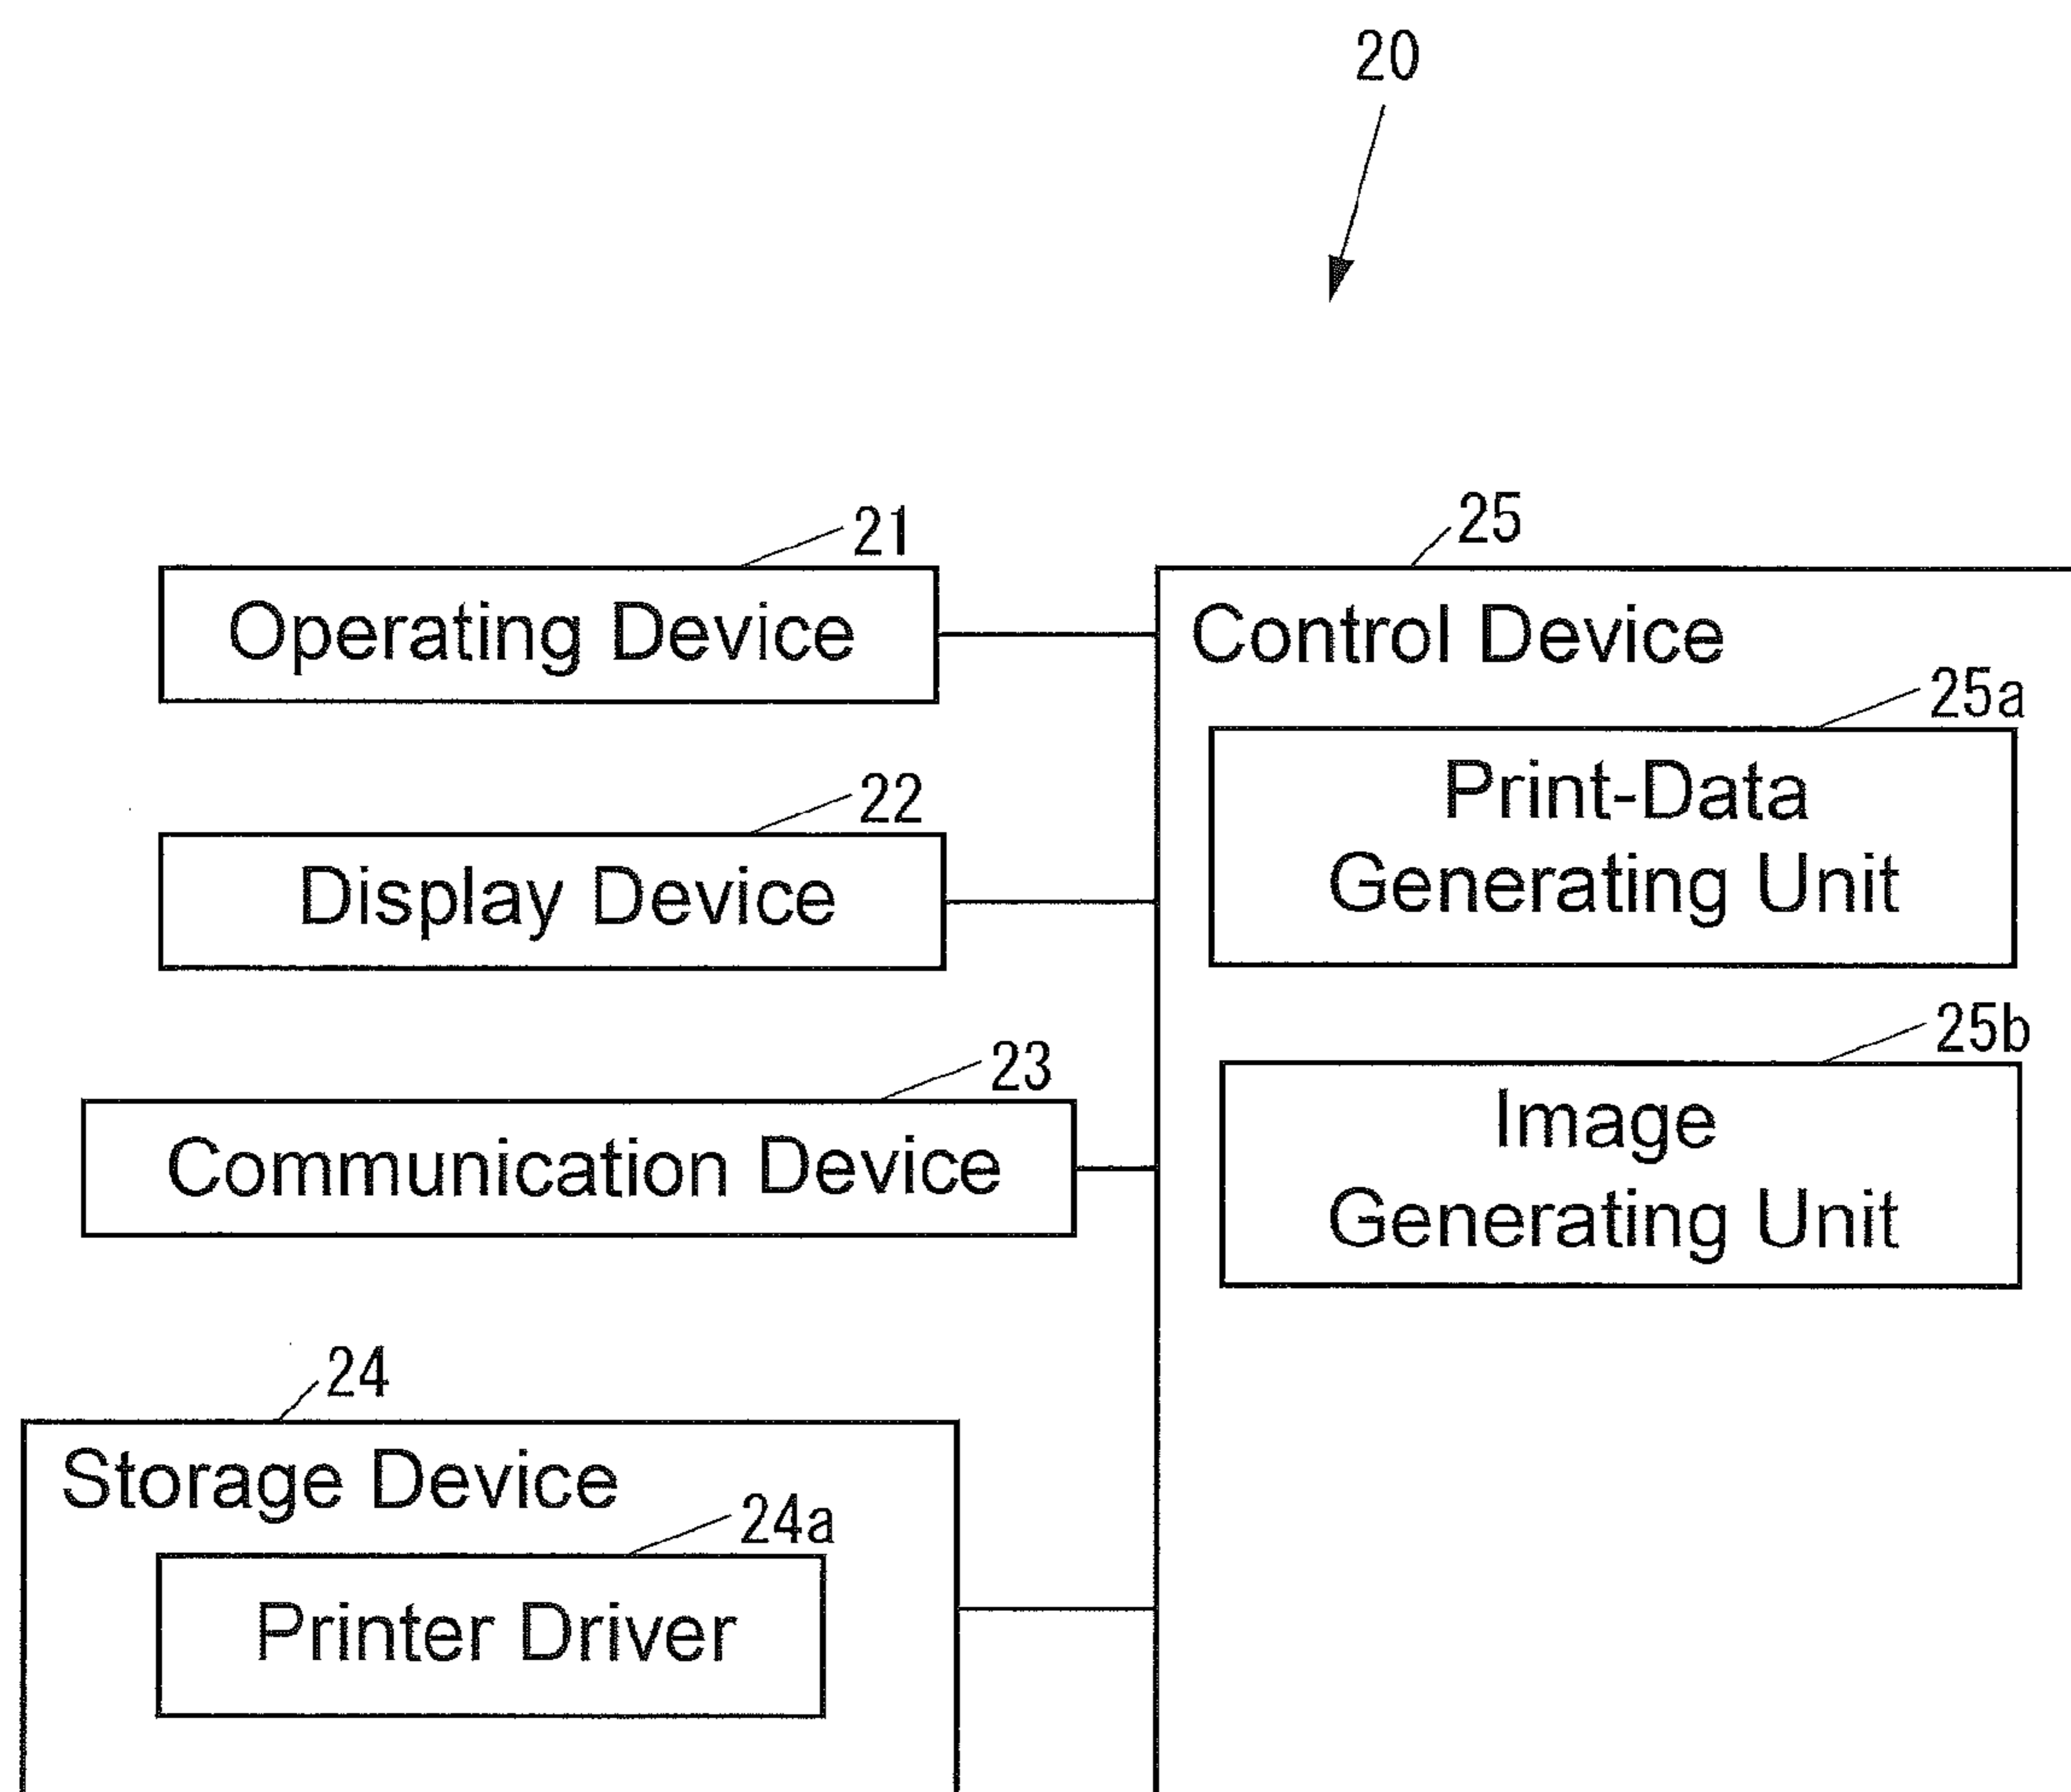 20
21
Operating Device
22
Display Device
23
Communication Device
24
Storage Device
24a
Printer Driver
25
Control Device
25a
Print-Data
Generating Unit
25b
Image
Generating Unit